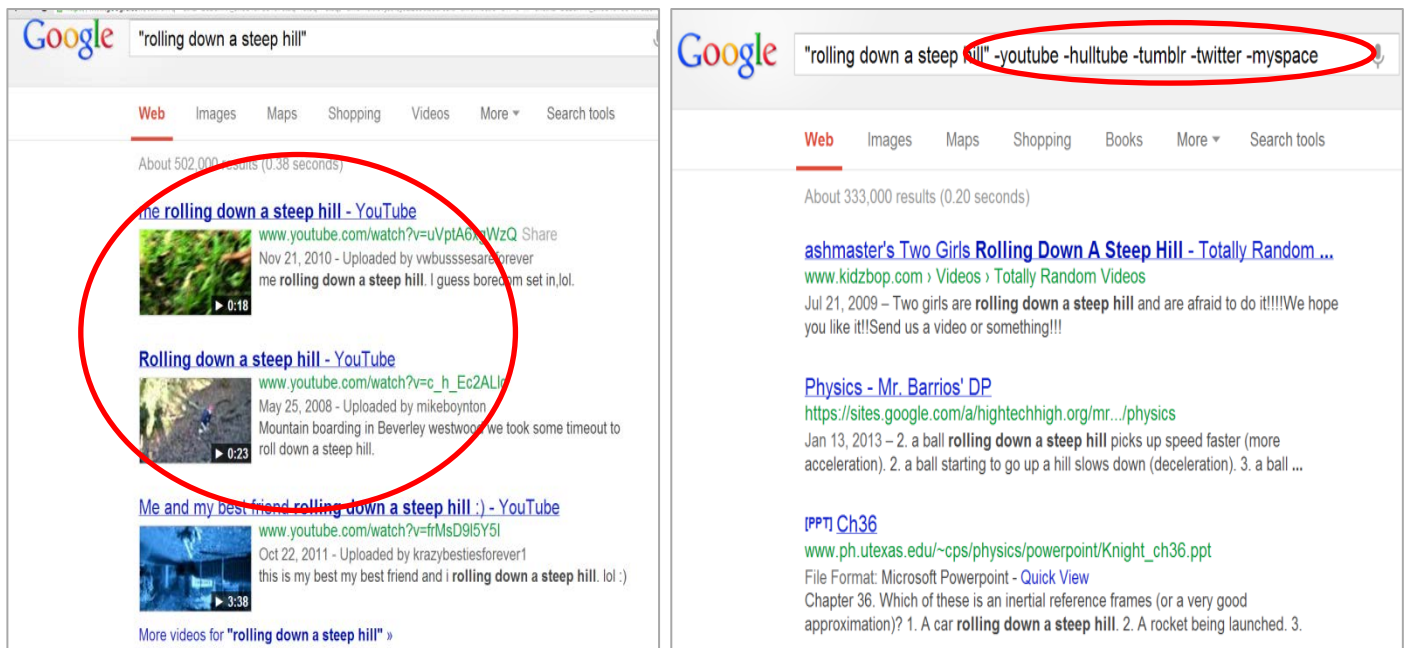 Google
"rolling down a steep hill"
Web Images Maps Shopping Videos More Search tools
About 502,000 results (0.38 seconds)
me rolling down a steep hill - YouTube
www.youtube.com/watch?v=uVptA6xgWzQ Share
Nov 21, 2010 - Uploaded by vwbusssesareforever
me rolling down a steep hill. I guess boredom set in,lol.
0:18
Rolling down a steep hill - YouTube
www.youtube.com/watch?v=c_h_Ec2ALIc
May 25, 2008 - Uploaded by mikeboynton
Mountain boarding in Beverley westwood we took some timeout to
roll down a steep hill.
0:23
Me and my best friend rolling down a steep hill :) - YouTube
www.youtube.com/watch?v=frMsD9I5Y5I
Oct 22, 2011 - Uploaded by krazybestiesforever1
this is my best my best friend and i rolling down a steep hill. lol :)
3:38
More videos for "rolling down a steep hill" »
Google
"rolling down a steep hill" -youtube -hulltube -tumblr -twitter -myspace
Web Images Maps Shopping Books More Search tools
About 333,000 results (0.20 seconds)
ashmaster's Two Girls Rolling Down A Steep Hill - Totally Random ...
www.kidzbop.com › Videos › Totally Random Videos
Jul 21, 2009 – Two girls are rolling down a steep hill and are afraid to do it!!!!We hope
you like it!!Send us a video or something!!!
Physics - Mr. Barrios' DP
https://sites.google.com/a/hightechhigh.org/mr.../physics
Jan 13, 2013 – 2. a ball rolling down a steep hill picks up speed faster (more
acceleration). 2. a ball starting to go up a hill slows down (deceleration). 3. a ball ...
[PPT] Ch36
www.ph.utexas.edu/~cps/physics/powerpoint/Knight_ch36.ppt
File Format: Microsoft Powerpoint - Quick View
Chapter 36. Which of these is an inertial reference frames (or a very good
approximation)? 1. A car rolling down a steep hill. 2. A rocket being launched. 3.